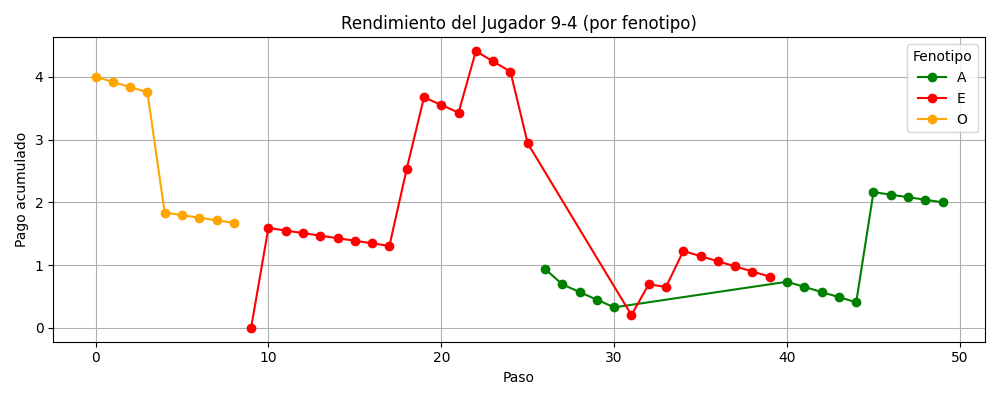 Rendimiento del Jugador 9-4 (por fenotipo)
Pago acumulado
4
3
2
1
0
Fenotipo
A
E
O
0 10 20 30 40 50
Paso